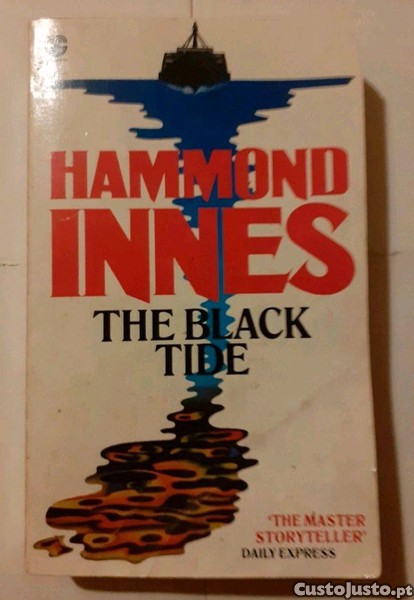 HAMMOND
INNES
THE BLACK
TIDE
'THE MASTER
STORYTELLER'
DAILY EXPRESS
CustoJusto.pt